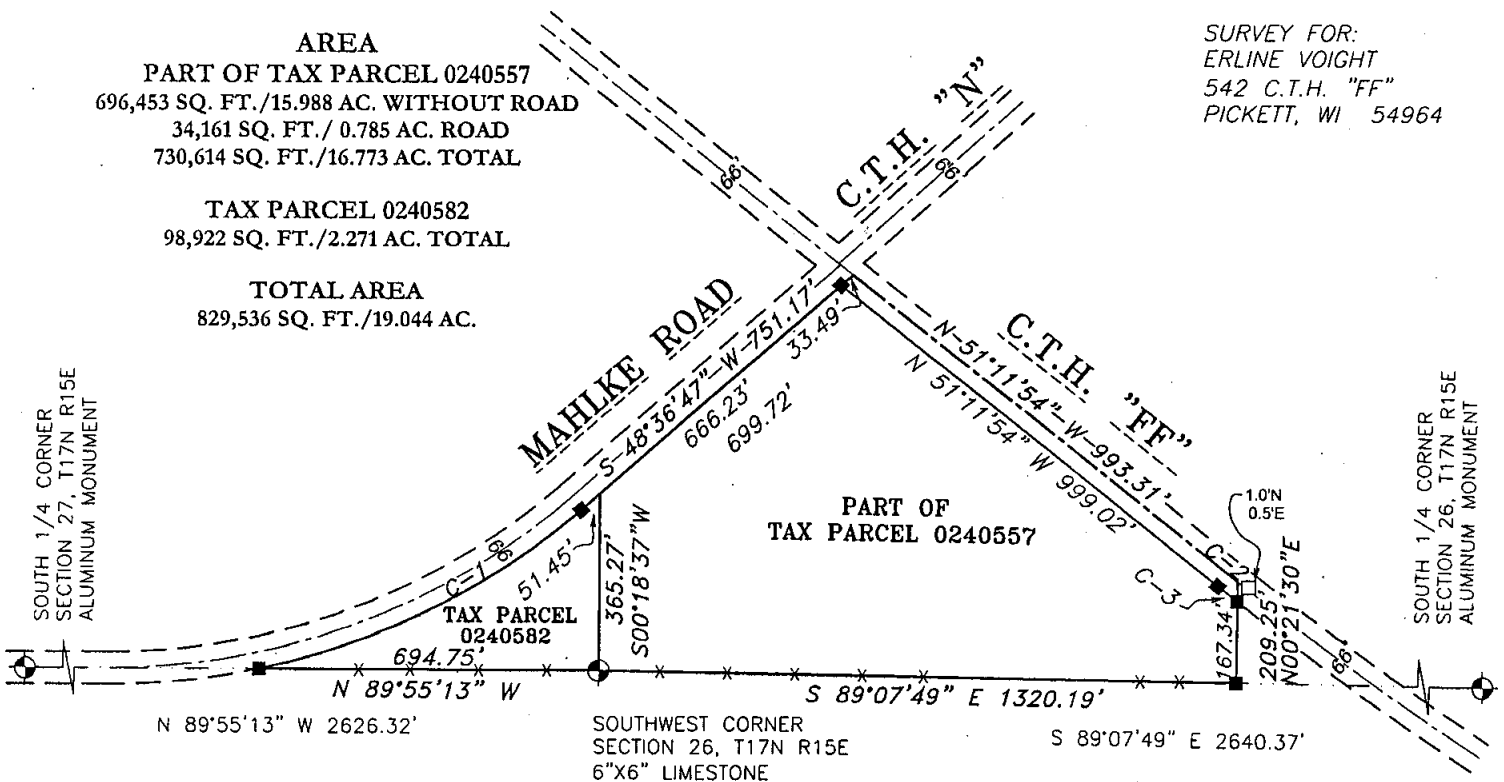 AREA
PART OF TAX PARCEL 0240557
696,453 SQ. FT./15.988 AC. WITHOUT ROAD
34,161 SQ. FT./ 0.785 AC. ROAD
730,614 SQ. FT./16.773 AC. TOTAL
TAX PARCEL 0240582
98,922 SQ. FT./2.271 AC. TOTAL
TOTAL AREA
829,536 SQ. FT./19.044 AC.
SURVEY FOR:
ERLINE VOIGHT
542 C.T.H. "FF"
PICKETT, WI 54964
66'
C.T.H. "N"
66'
MAHLKE ROAD
S-48°36'47"-W-751.17'
33.49'
666.23'
699.72'
C.T.H. "FF"
N-51°11'54"-W-993.31'
N 51°11'54" W 999.02'
SOUTH 1/4 CORNER
SECTION 27, T17N R15E
ALUMINUM MONUMENT
C-1
66'
51.45'
TAX PARCEL
0240582
365.27'
S00°18'37"W
PART OF
TAX PARCEL 0240557
1.0'N
0.5'E
C-2
C-3
167.34'
209.25'
N00°21'30"E
66'
SOUTH 1/4 CORNER
SECTION 26, T17N R15E
ALUMINUM MONUMENT
694.75'
N 89°55'13" W
S 89°07'49" E 1320.19'
N 89°55'13" W 2626.32'
SOUTHWEST CORNER
SECTION 26, T17N R15E
6"X6" LIMESTONE
S 89°07'49" E 2640.37'